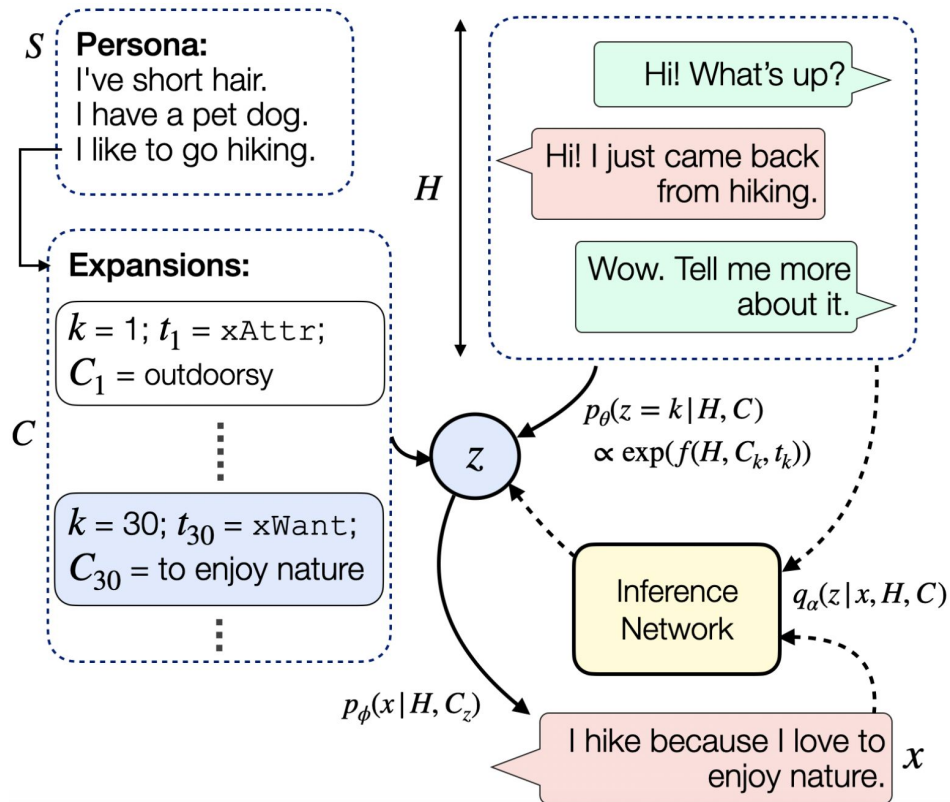 S
Persona:
I've short hair.
I have a pet dog.
I like to go hiking.
H
Hi! What's up?
Hi! I just came back
from hiking.
Wow. Tell me more
about it.
C
Expansions:
k = 1; t₁ = xAttr;
C₁ = outdoorsy
k = 30; t₃₀ = xWant;
C₃₀ = to enjoy nature
z
pθ(z = k|H, C)
∝ exp(f(H, Cₖ, tₖ))
Inference
Network
qα(z|x, H, C)
pϕ(x|H, C_z)
I hike because I love to
enjoy nature.
x